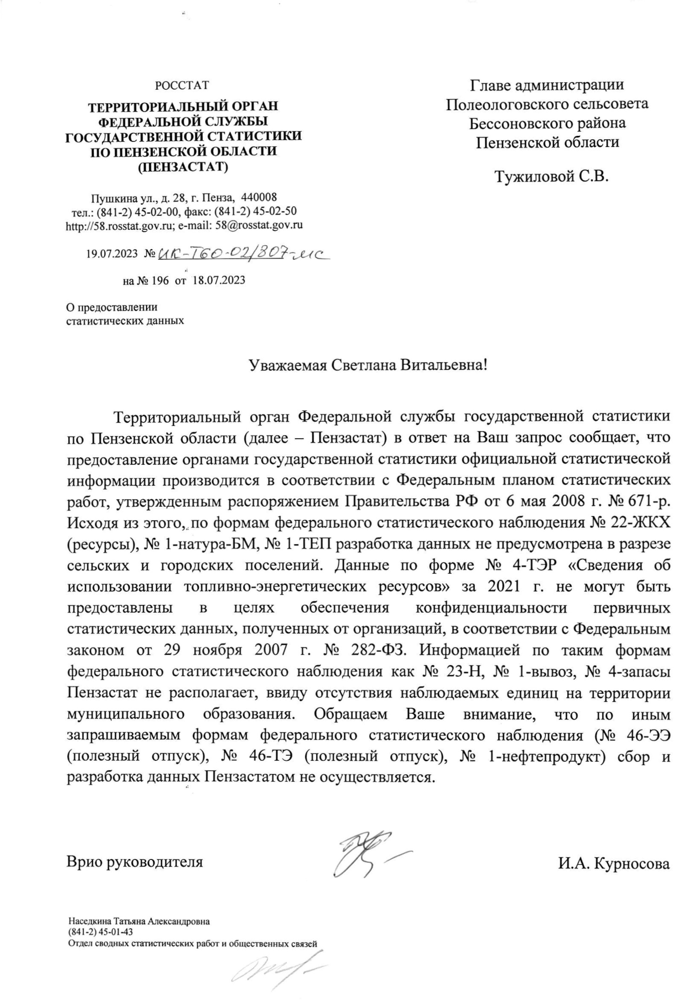 РОССТАТ
ТЕРРИТОРИАЛЬНЫЙ ОРГАН
ФЕДЕРАЛЬНОЙ СЛУЖБЫ
ГОСУДАРСТВЕННОЙ СТАТИСТИКИ
ПО ПЕНЗЕНСКОЙ ОБЛАСТИ
(ПЕНЗАСТАТ)
Пушкина ул., д. 28, г. Пенза, 440008
тел.: (841-2) 45-02-00, факс: (841-2) 45-02-50
http://58.rosstat.gov.ru; e-mail: 58@rosstat.gov.ru
19.07.2023 № ИК-Т60-02/807-МС
на № 196 от 18.07.2023
О предоставлении
статистических данных
Главе администрации
Полеологовского сельсовета
Бессоновского района
Пензенской области
Тужиловой С.В.
Уважаемая Светлана Витальевна!
Территориальный орган Федеральной службы государственной статистики
по Пензенской области (далее – Пензастат) в ответ на Ваш запрос сообщает, что
предоставление органами государственной статистики официальной статистической
информации производится в соответствии с Федеральным планом статистических
работ, утвержденным распоряжением Правительства РФ от 6 мая 2008 г. № 671-р.
Исходя из этого, по формам федерального статистического наблюдения № 22-ЖКХ
(ресурсы), № 1-натура-БМ, № 1-ТЕП разработка данных не предусмотрена в разрезе
сельских и городских поселений. Данные по форме № 4-ТЭР «Сведения об
использовании топливно-энергетических ресурсов» за 2021 г. не могут быть
предоставлены в целях обеспечения конфиденциальности первичных
статистических данных, полученных от организаций, в соответствии с Федеральным
законом от 29 ноября 2007 г. № 282-ФЗ. Информацией по таким формам
федерального статистического наблюдения как № 23-Н, № 1-вывоз, № 4-запасы
Пензастат не располагает, ввиду отсутствия наблюдаемых единиц на территории
муниципального образования. Обращаем Ваше внимание, что по иным
запрашиваемым формам федерального статистического наблюдения (№ 46-ЭЭ
(полезный отпуск), № 46-ТЭ (полезный отпуск), № 1-нефтепродукт) сбор и
разработка данных Пензастатом не осуществляется.
Врио руководителя
И.А. Курносова
Наседкина Татьяна Александровна
(841-2) 45-01-43
Отдел сводных статистических работ и общественных связей